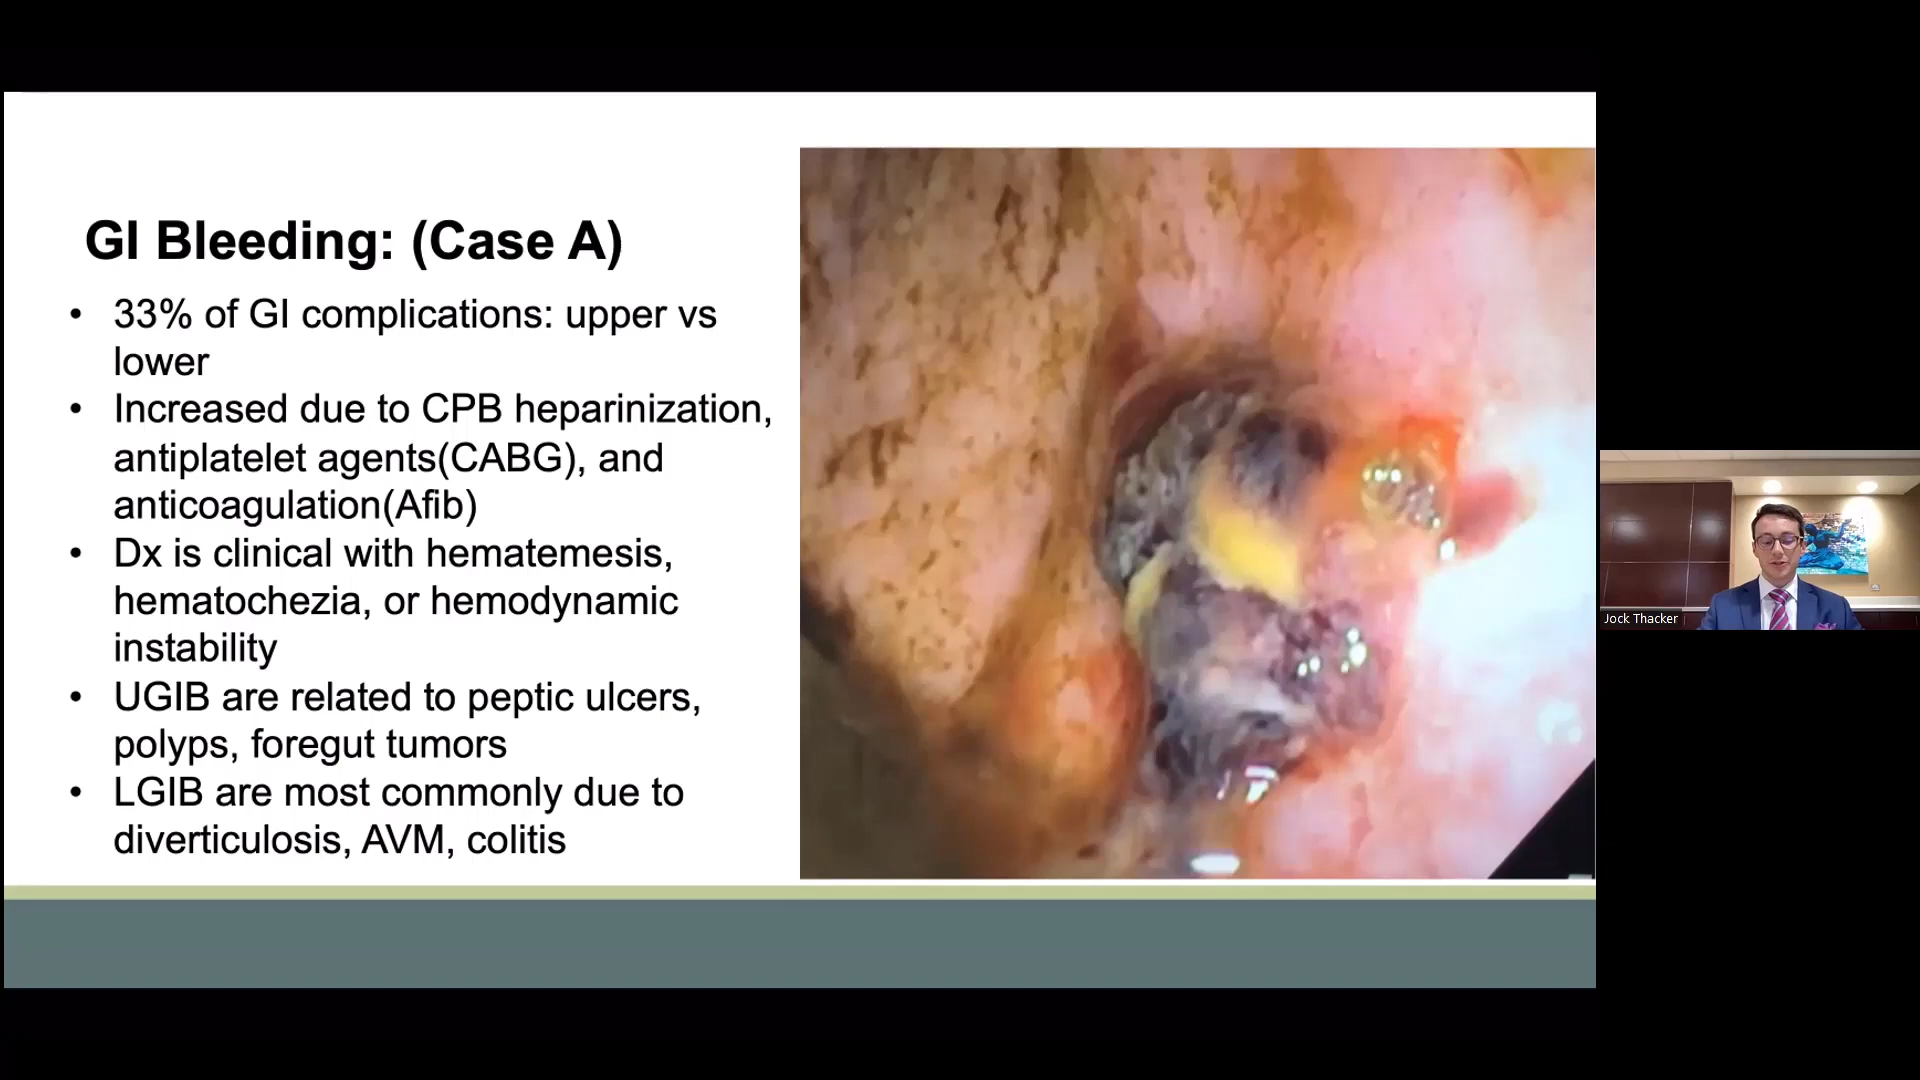 GI Bleeding: (Case A)
• 33% of GI complications: upper vs
lower
• Increased due to CPB heparinization,
antiplatelet agents(CABG), and
anticoagulation(Afib)
• Dx is clinical with hematemesis,
hematochezia, or hemodynamic
instability
• UGIB are related to peptic ulcers,
polyps, foregut tumors
• LGIB are most commonly due to
diverticulosis, AVM, colitis
Jock Thacker